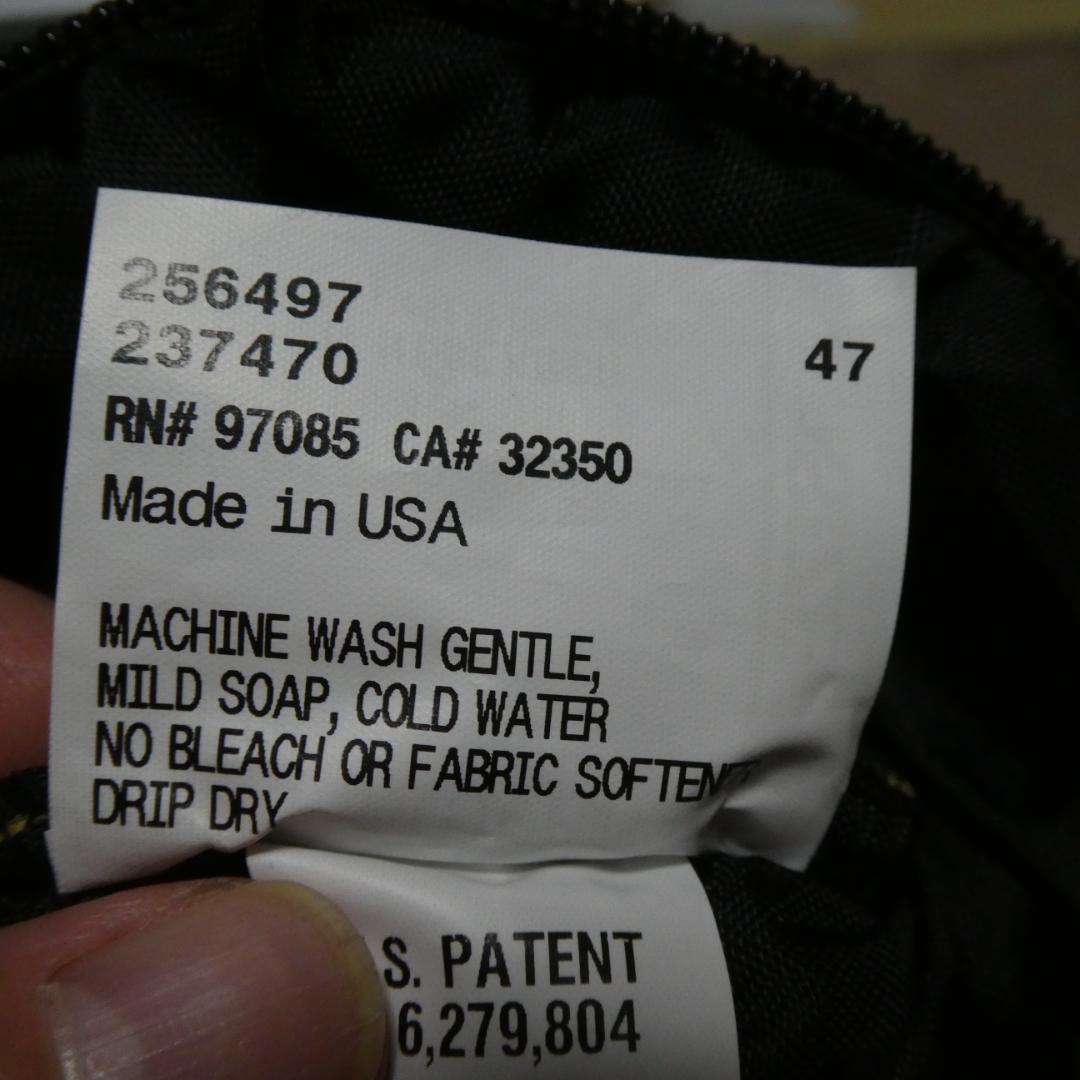 256497
237470
47
RN# 97085 CA# 32350
Made in USA
MACHINE WASH GENTLE,
MILD SOAP, COLD WATER
NO BLEACH OR FABRIC
DRIP DRY
S. PATENT
6,279,804